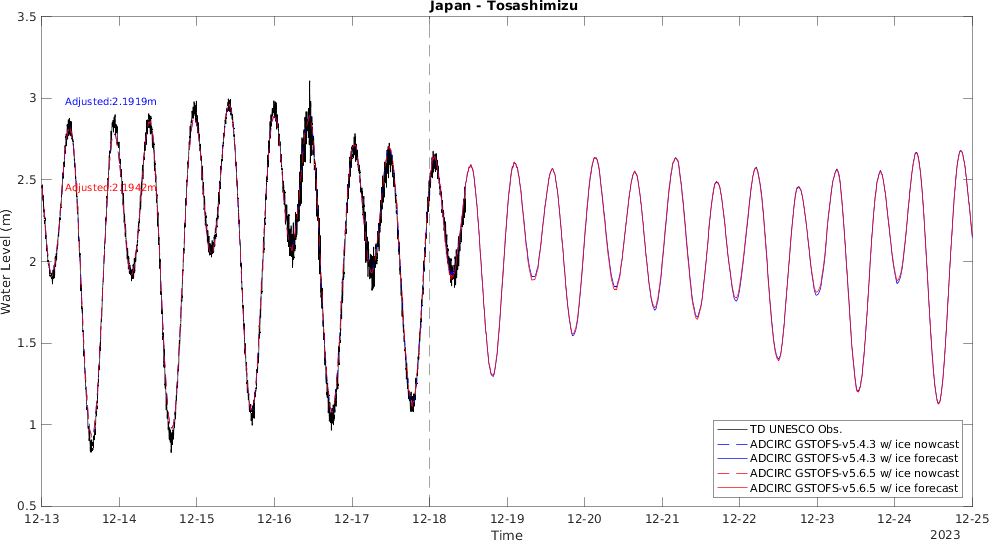 Japan - Tosashimizu
3.5
3
2.5
2
1.5
1
0.5
Water Level (m)
Adjusted:2.1919m
Adjusted:2.1942m
TD UNESCO Obs.
ADCIRC GSTOFS-v5.4.3 w/ ice nowcast
ADCIRC GSTOFS-v5.4.3 w/ ice forecast
ADCIRC GSTOFS-v5.6.5 w/ ice nowcast
ADCIRC GSTOFS-v5.6.5 w/ ice forecast
12-13 12-14 12-15 12-16 12-17 12-18 12-19 12-20 12-21 12-22 12-23 12-24 12-25
Time
2023